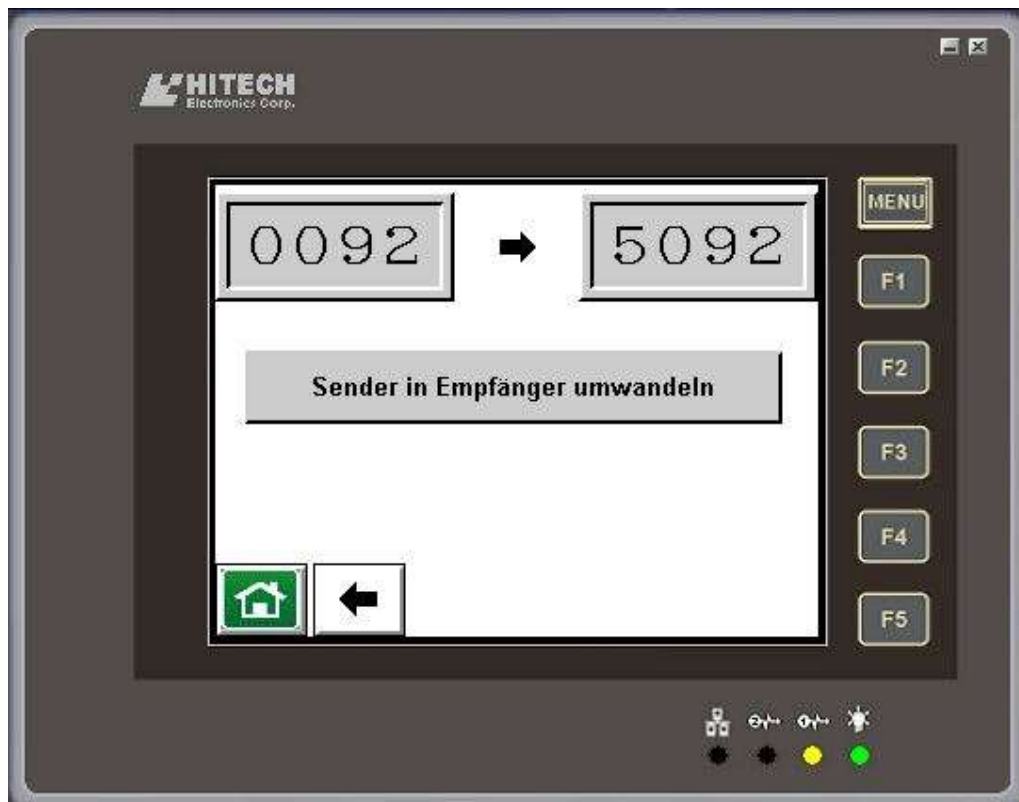 HITECH
Electronics Corp.
MENU
0092
5092
F1
Sender in Empfänger umwandeln
F2
F3
F4
F5